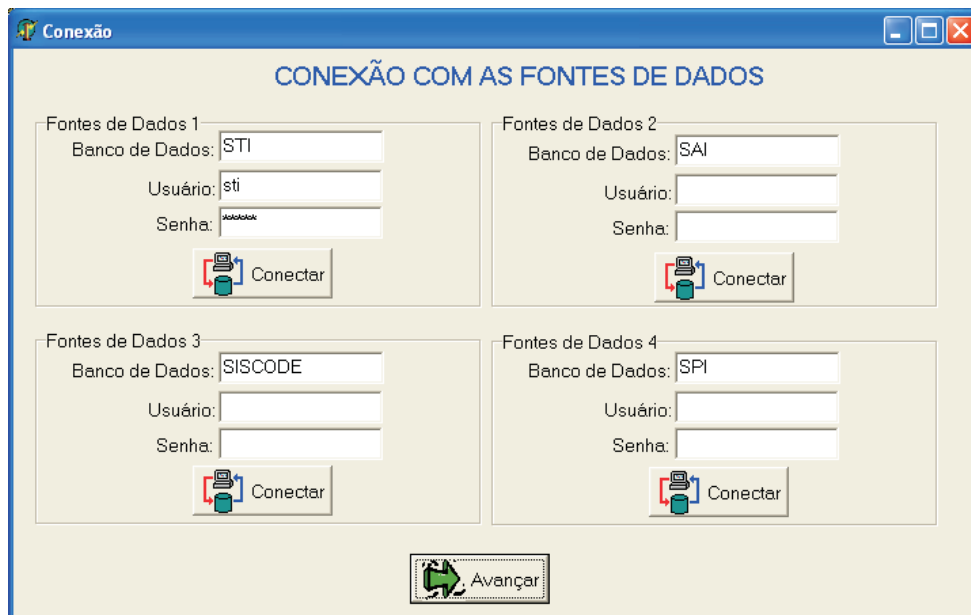 Conexão
CONEXÃO COM AS FONTES DE DADOS
Fontes de Dados 1
Banco de Dados: STI
Usuário: sti
Senha: *****
Conectar
Fontes de Dados 2
Banco de Dados: SAI
Usuário:
Senha:
Conectar
Fontes de Dados 3
Banco de Dados: SISCODE
Usuário:
Senha:
Conectar
Fontes de Dados 4
Banco de Dados: SPI
Usuário:
Senha:
Conectar
Avançar